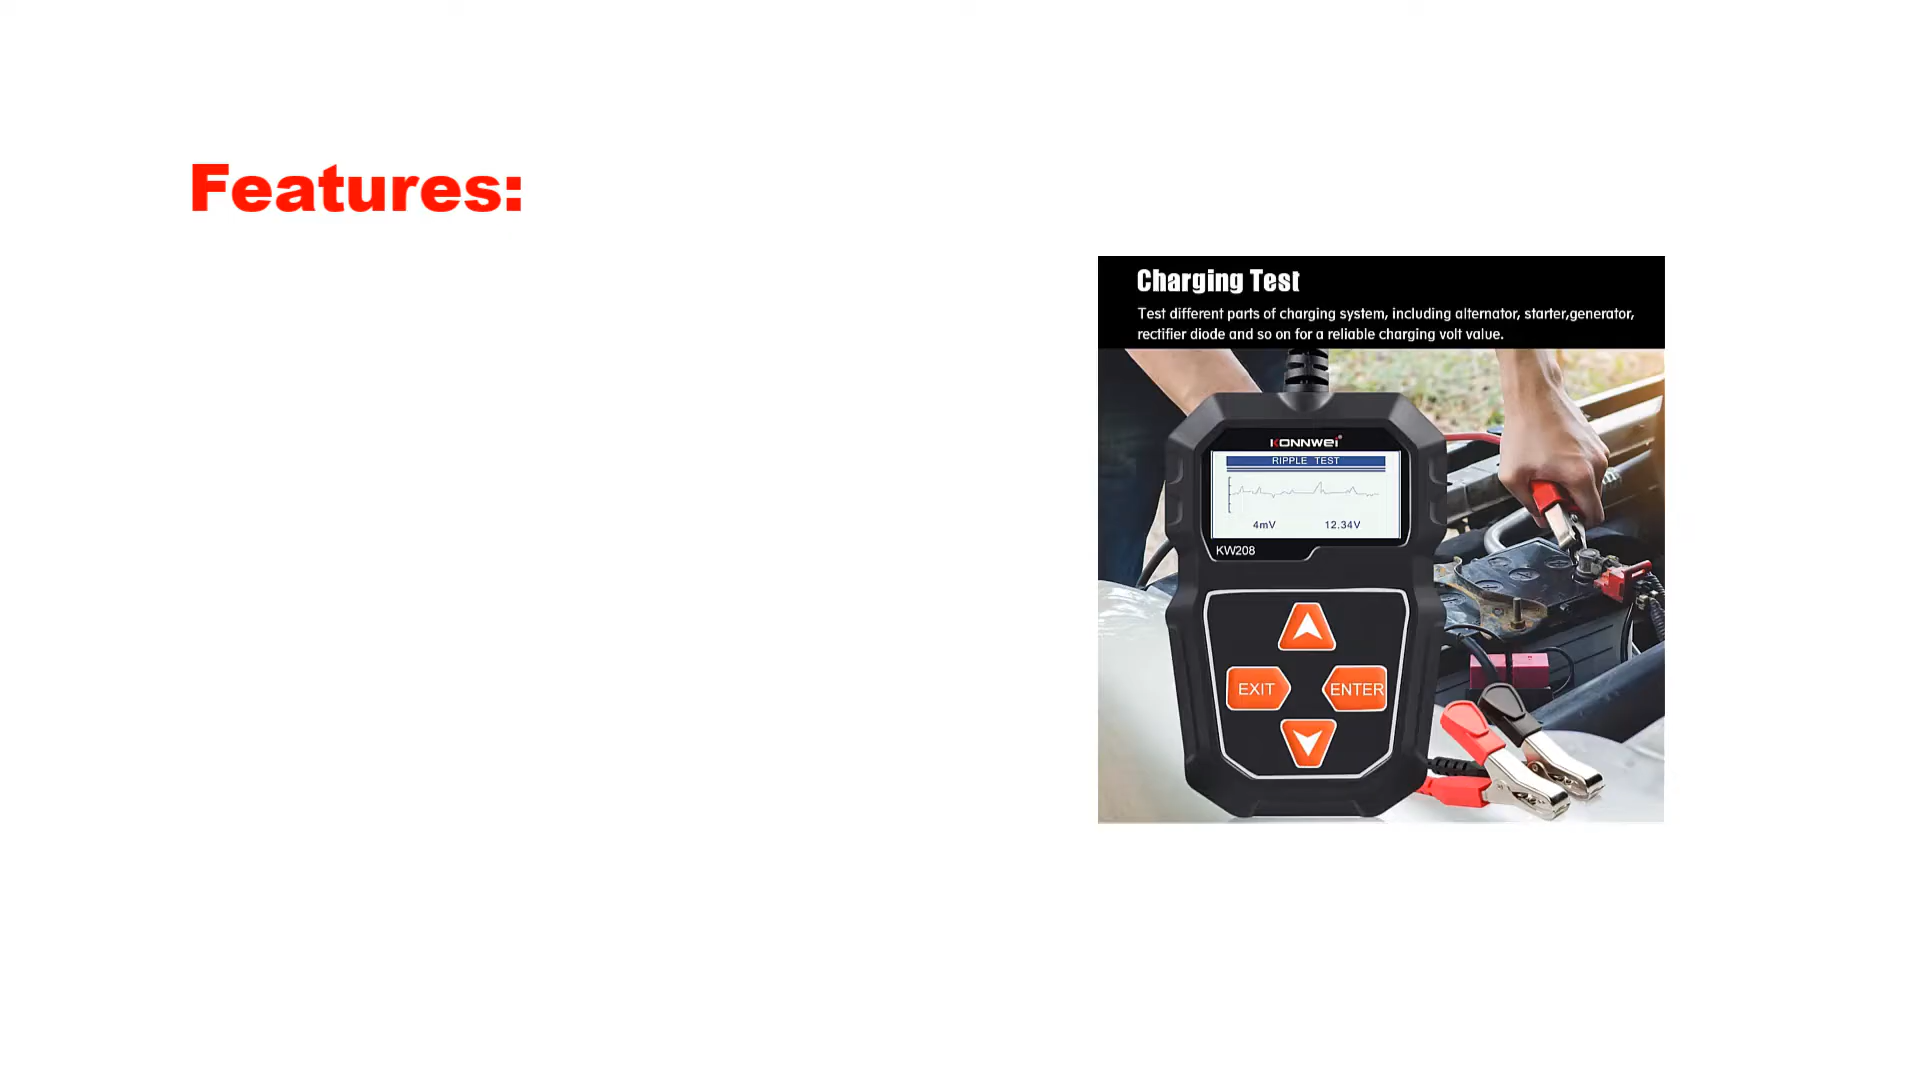 Features:
Charging Test
Test different parts of charging system, including alternator, starter,generator,
rectifier diode and so on for a reliable charging volt value.
KONNWEI
RIPPLE TEST
4mV 12.34V
KW208
EXIT ENTER